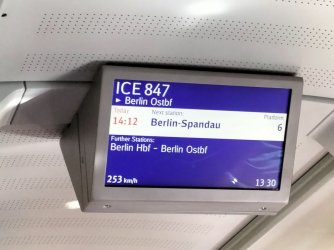 ICE 847
► Berlin Ostbf
Today Next station: Platform
14:12 Berlin-Spandau 6
Further Stations:
Berlin Hbf - Berlin Ostbf
253 km/h 13 30